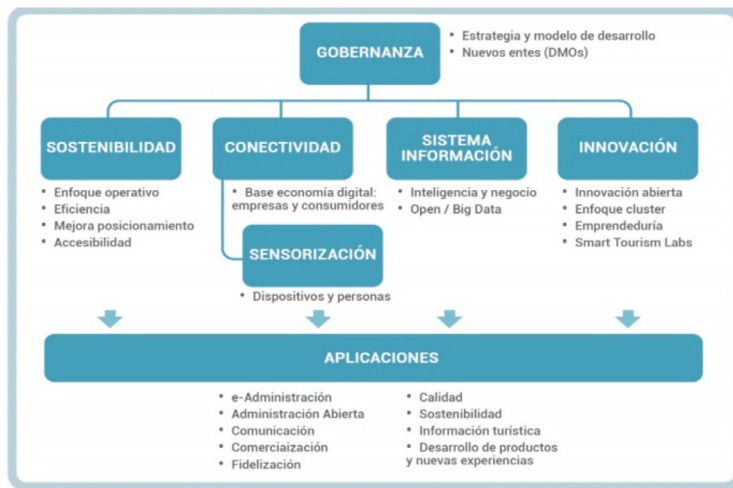 GOBERNANZA
• Estrategia y modelo de desarrollo
• Nuevos entes (DMOs)
SOSTENIBILIDAD
• Enfoque operativo
• Eficiencia
• Mejora posicionamiento
• Accesibilidad
CONECTIVIDAD
• Base economía digital:
empresas y consumidores
SENSORIZACIÓN
• Dispositivos y personas
SISTEMA
INFORMACIÓN
• Inteligencia y negocio
• Open / Big Data
INNOVACIÓN
• Innovación abierta
• Enfoque cluster
• Emprendeduría
• Smart Tourism Labs
APLICACIONES
• e-Administración
• Administración Abierta
• Comunicación
• Comerciaización
• Fidelización
• Calidad
• Sostenibilidad
• Información turística
• Desarrollo de productos
y nuevas experiencias